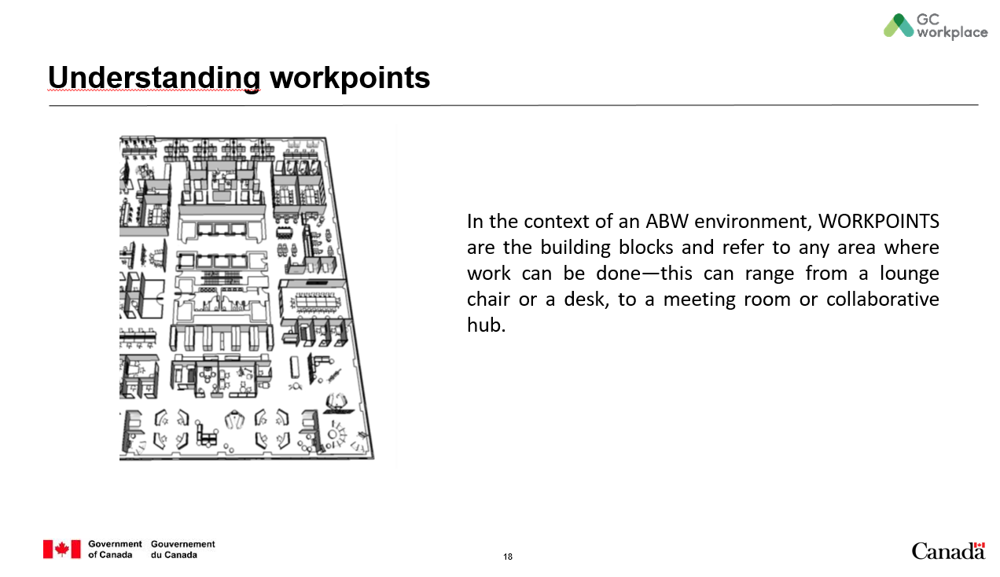 GC
workplace
Understanding workpoints
In the context of an ABW environment, WORKPOINTS
are the building blocks and refer to any area where
work can be done—this can range from a lounge
chair or a desk, to a meeting room or collaborative
hub.
Government Gouvernement
of Canada du Canada
18
Canada